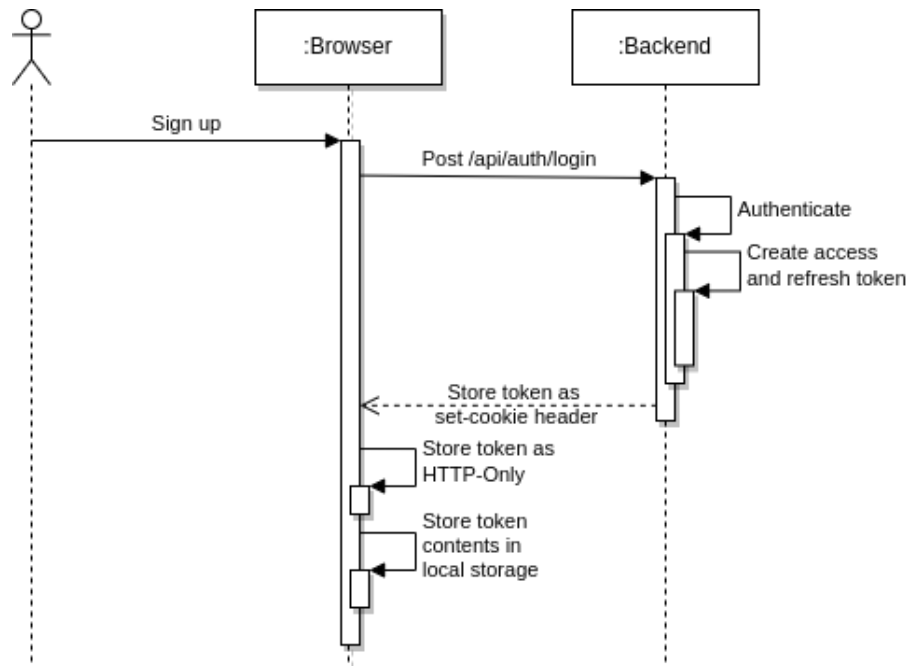 :Browser
:Backend
Sign up
Post /api/auth/login
Authenticate
Create access
and refresh token
Store token as
set-cookie header
Store token as
HTTP-Only
Store token
contents in
local storage